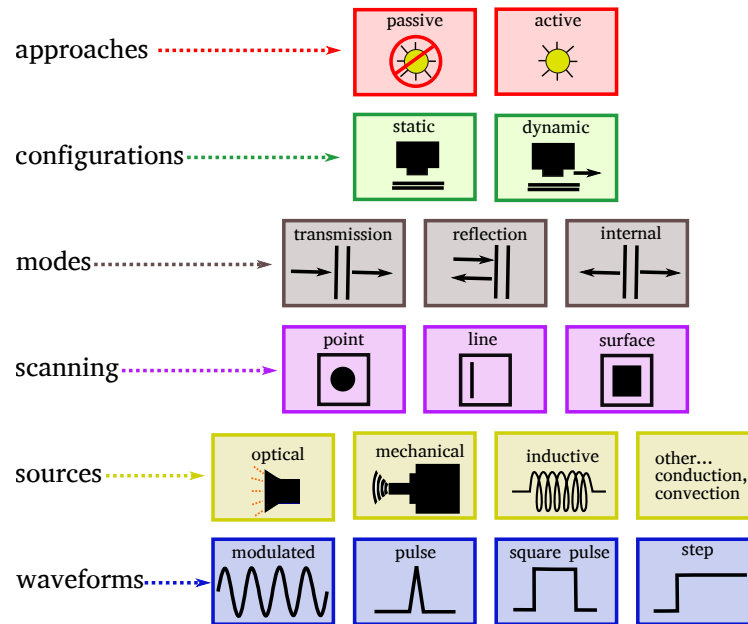 approaches
passive
active
configurations
static
dynamic
modes
transmission
reflection
internal
scanning
point
line
surface
sources
optical
mechanical
inductive
other...
conduction,
convection
waveforms
modulated
pulse
square pulse
step